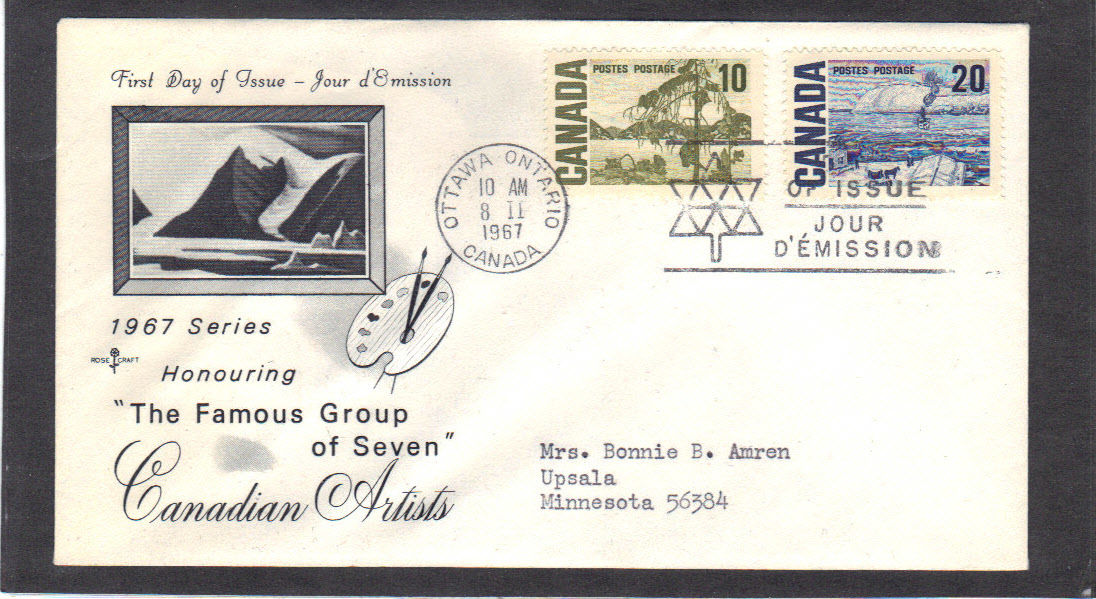 First Day of Issue – Jour d'Emission
CANADA
POSTES POSTAGE
10
CANADA
POSTES POSTAGE
20
OTTAWA ONTARIO
10 AM
8 II
1967
CANADA
OF ISSUE
JOUR
D'ÉMISSION
1967 Series
ROSE CRAFT
Honouring
"The Famous Group
of Seven"
Canadian Artists
Mrs. Bonnie B. Amren
Upsala
Minnesota 56384